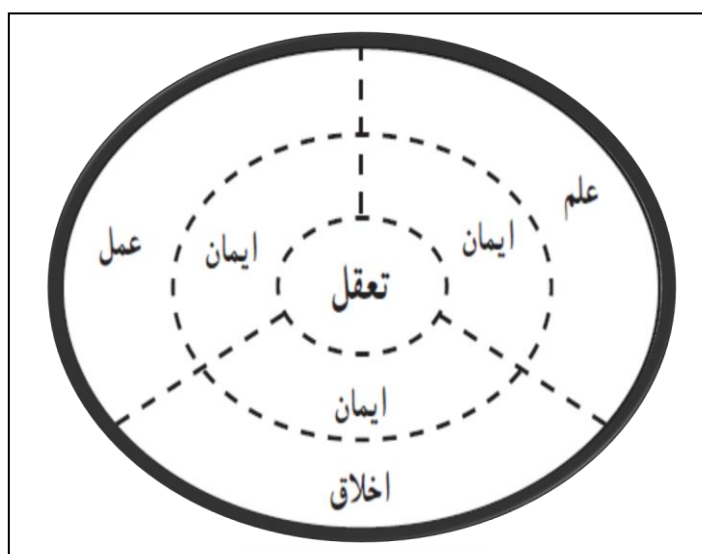 علم
ایمان
ایمان
عمل
تعقل
ایمان
اخلاق